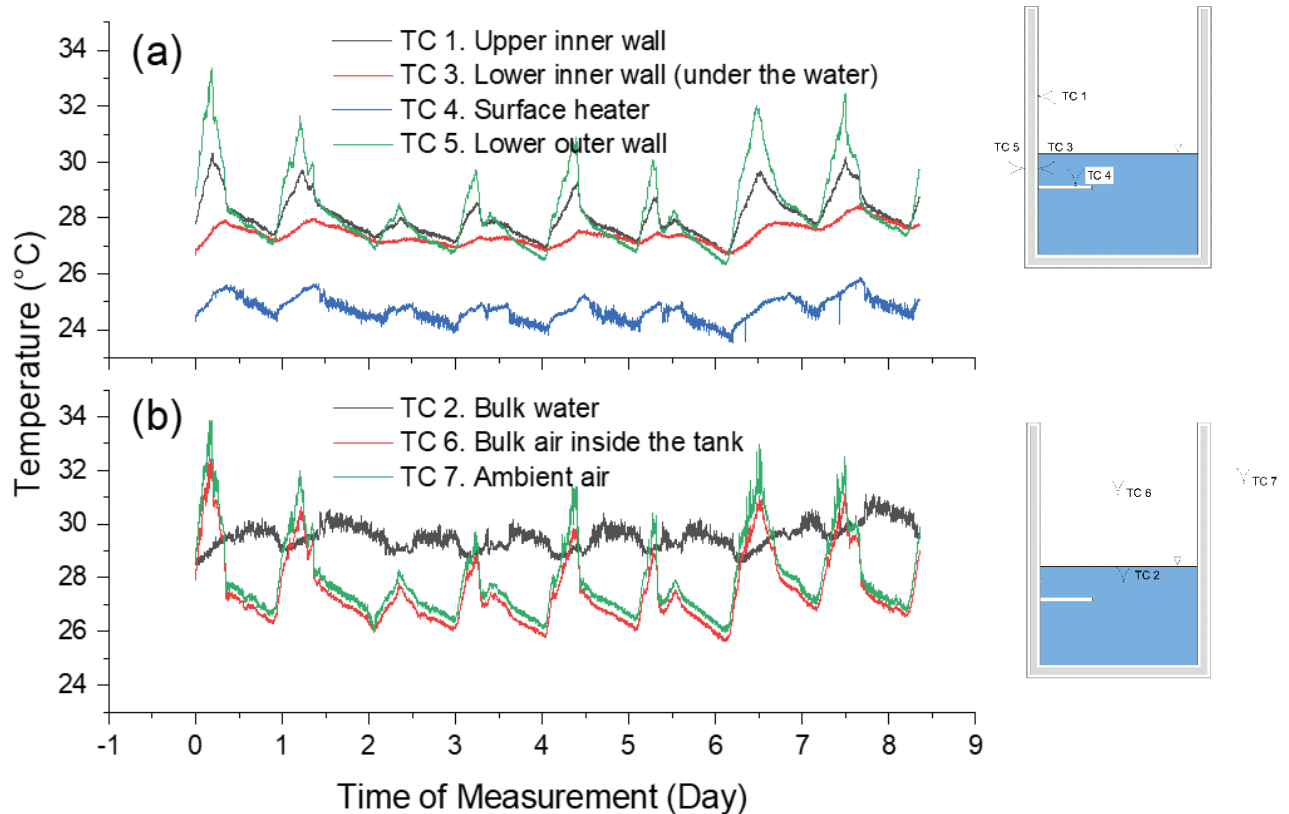 (a)
TC 1. Upper inner wall
TC 3. Lower inner wall (under the water)
TC 4. Surface heater
TC 5. Lower outer wall
34
32
30
28
26
24
TC 1
TC 5
TC 3
TC 4
(b)
TC 2. Bulk water
TC 6. Bulk air inside the tank
TC 7. Ambient air
34
32
30
28
26
24
Temperature (°C)
-1 0 1 2 3 4 5 6 7 8 9
Time of Measurement (Day)
TC 6
TC 7
TC 2